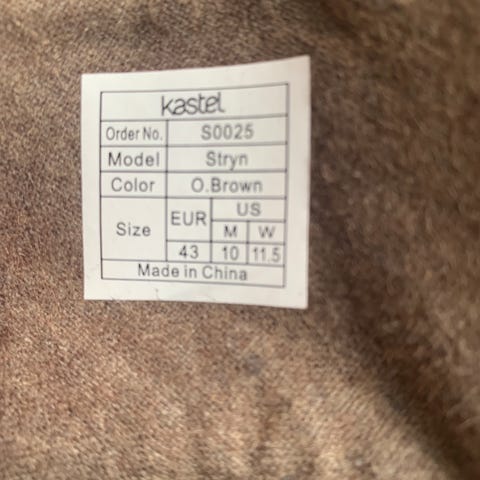 kastel
Order No. S0025
Model Stryn
Color O.Brown
Size EUR US
M W
43 10 11.5
Made in China